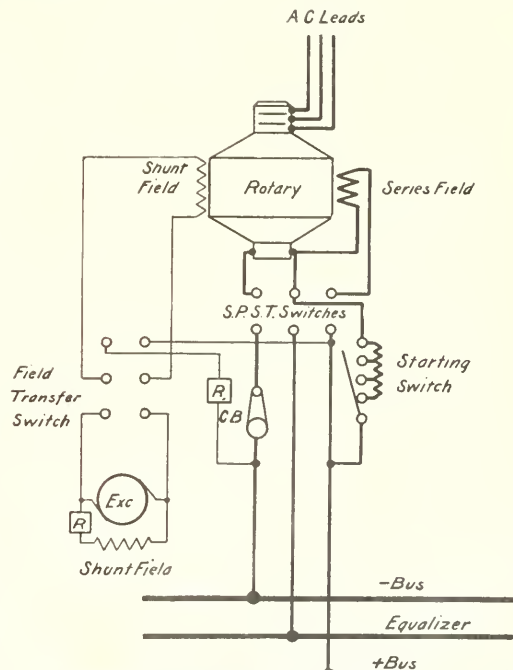 A C Leads
Shunt
Field
Rotary
Series Field
S.P.S.T. Switches
Field
Transfer
Switch
R
CB
Starting
Switch
Exc
R
Shunt Field
-Bus
Equalizer
+Bus